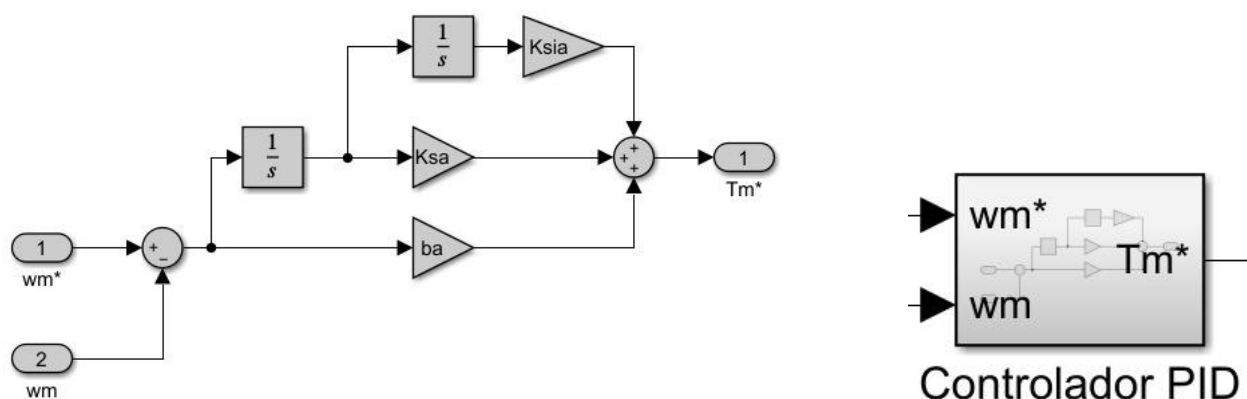 1
s
Ksia
1
s
Ksa
+
+
+
1
Tm*
ba
1
wm*
+
−
2
wm
wm*
Tm*
wm
Controlador PID